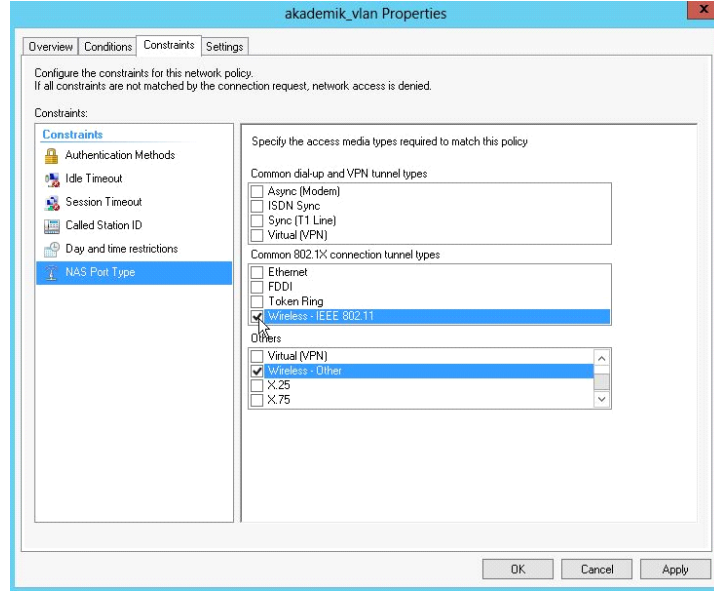 akademik_vlan Properties
x
Overview
Conditions
Constraints
Settings
Configure the constraints for this network policy.
If all constraints are not matched by the connection request, network access is denied.
Constraints:
Constraints
Authentication Methods
Idle Timeout
Session Timeout
Called Station ID
Day and time restrictions
NAS Port Type
Specify the access media types required to match this policy
Common dial-up and VPN tunnel types
Async (Modem)
ISDN Sync
Sync (T1 Line)
Virtual (VPN)
Common 802.1X connection tunnel types
Ethernet
FDDI
Token Ring
Wireless - IEEE 802.11
Others
Virtual (VPN)
Wireless - Other
X.25
X.75
OK
Cancel
Apply